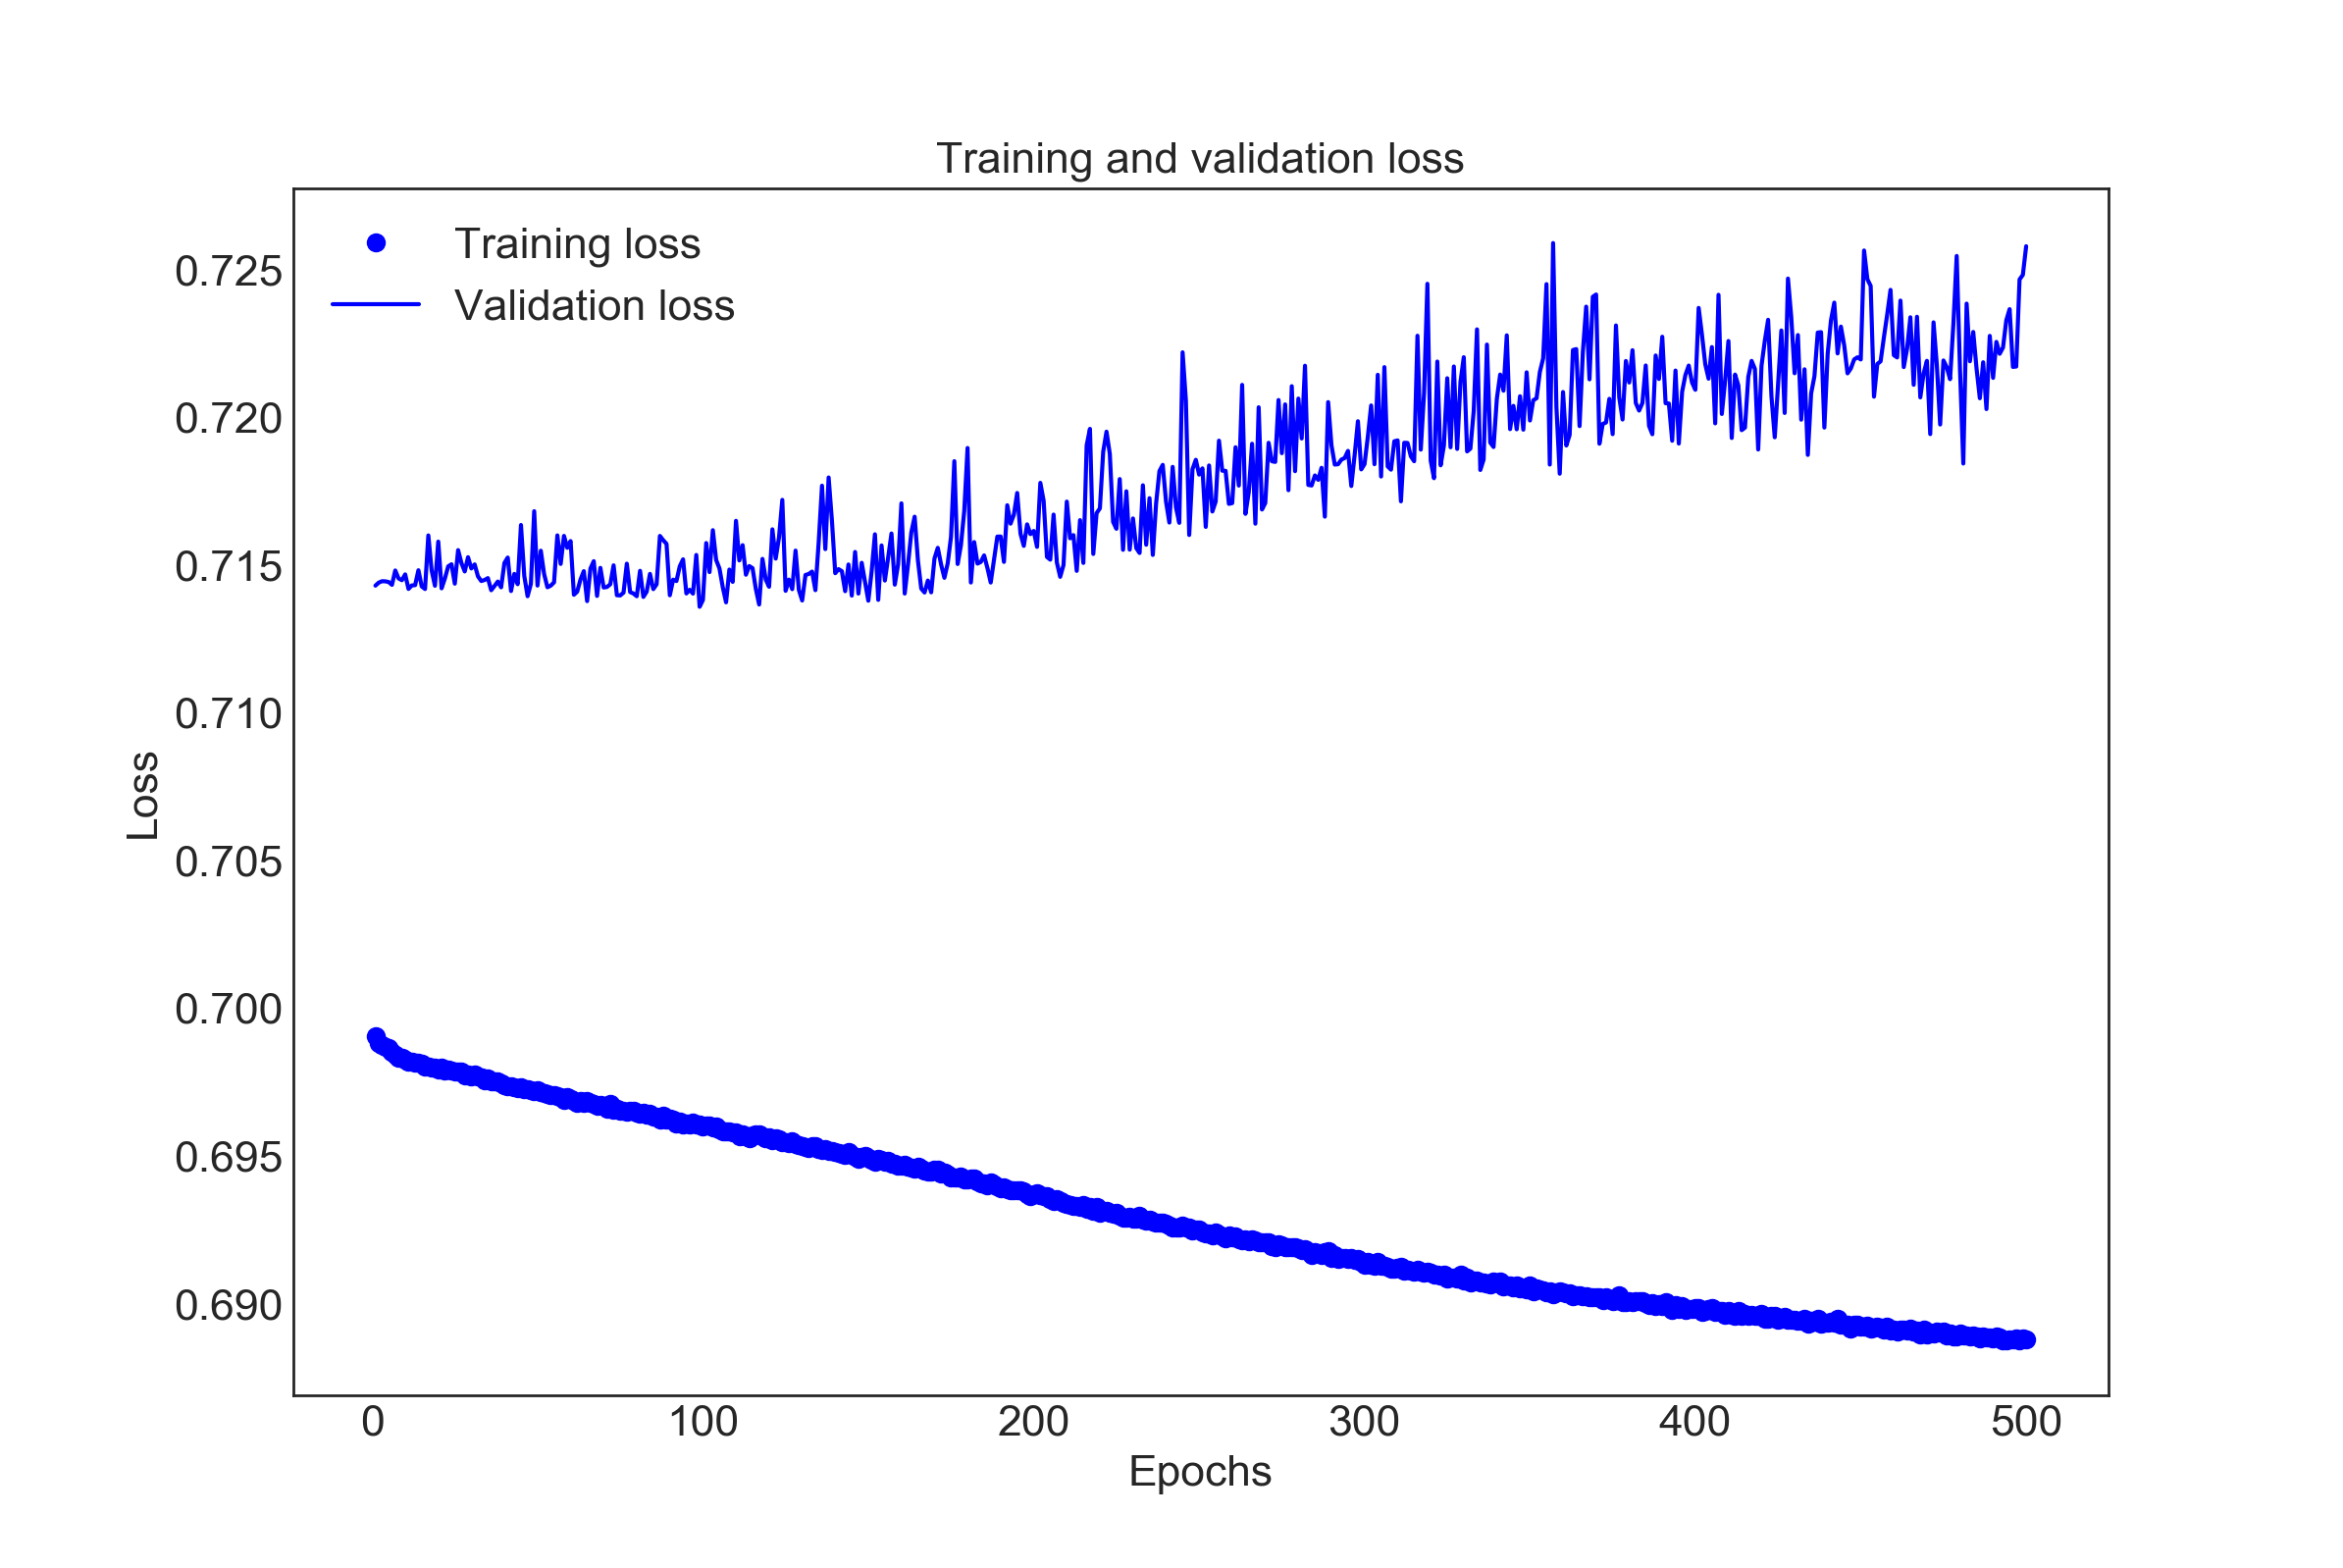 Training and validation loss
Training loss
Validation loss
0.725
0.720
0.715
0.710
0.705
0.700
0.695
0.690
Loss
0 100 200 300 400 500
Epochs